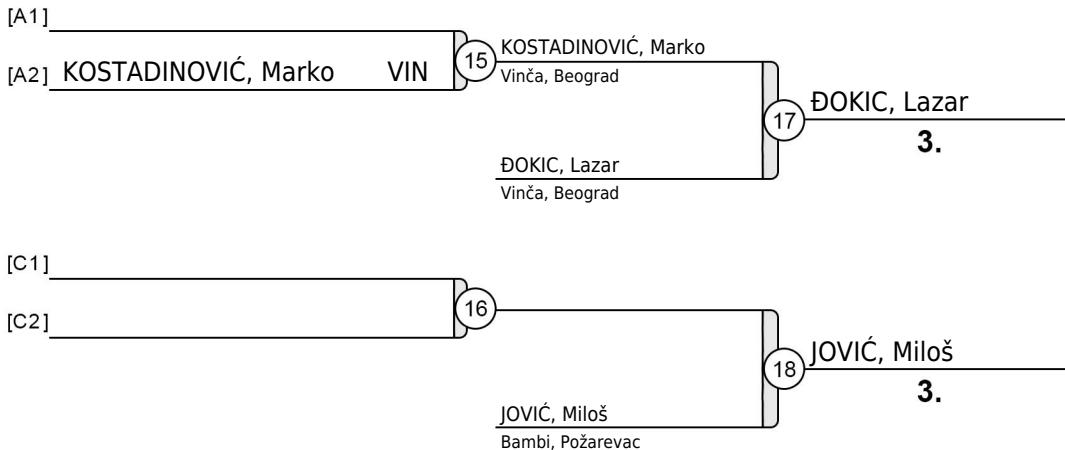 [A1]
[A2] KOSTADINOVIĆ, Marko VIN
15
KOSTADINOVIĆ, Marko
Vinča, Beograd
17
ĐOKIC, Lazar
3.
ĐOKIC, Lazar
Vinča, Beograd
[C1]
[C2]
16
18
JOVIĆ, Miloš
3.
JOVIĆ, Miloš
Bambi, Požarevac